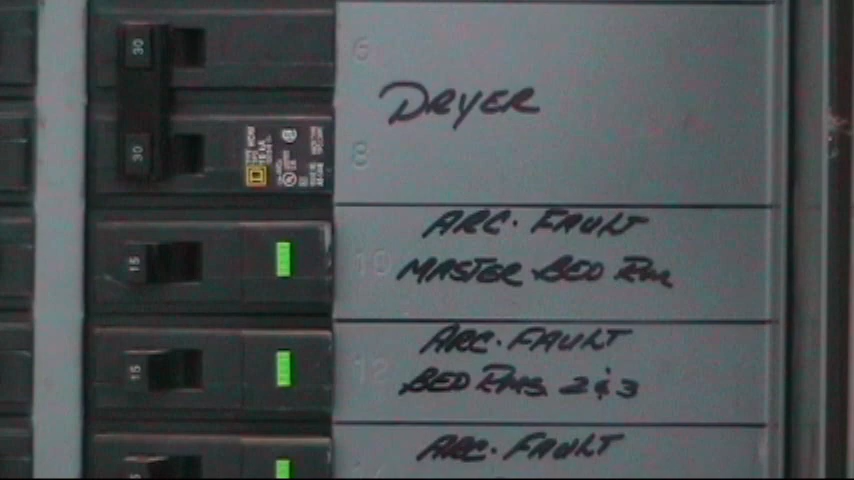 30
6
DRYER
30
8
ARC. FAULT
15
10
MASTER BED RM
ARC. FAULT
15
12
BED RMS 2 & 3
ARC. FAULT
15